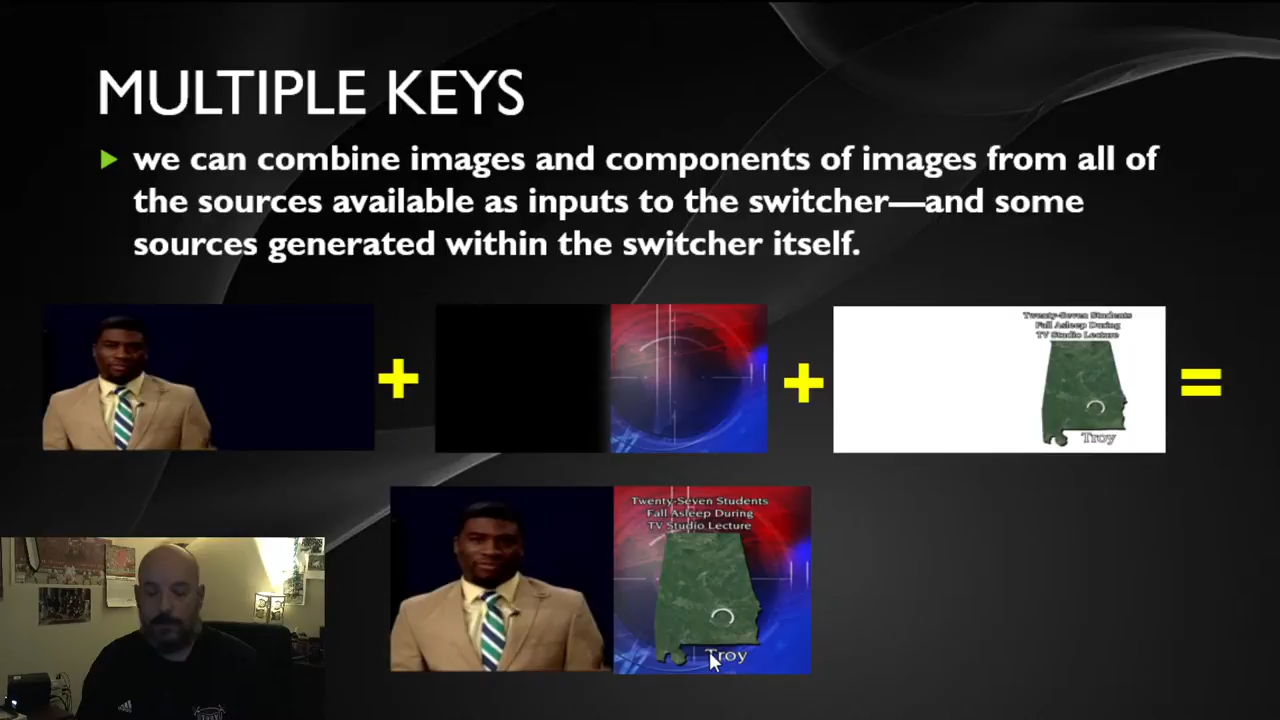 MULTIPLE KEYS
we can combine images and components of images from all of
the sources available as inputs to the switcher—and some
sources generated within the switcher itself.
+
+
Twenty-Seven Students
Fall Asleep During
TV Studio Lecture
Troy
=
Twenty-Seven Students
Fall Asleep During
TV Studio Lecture
Troy